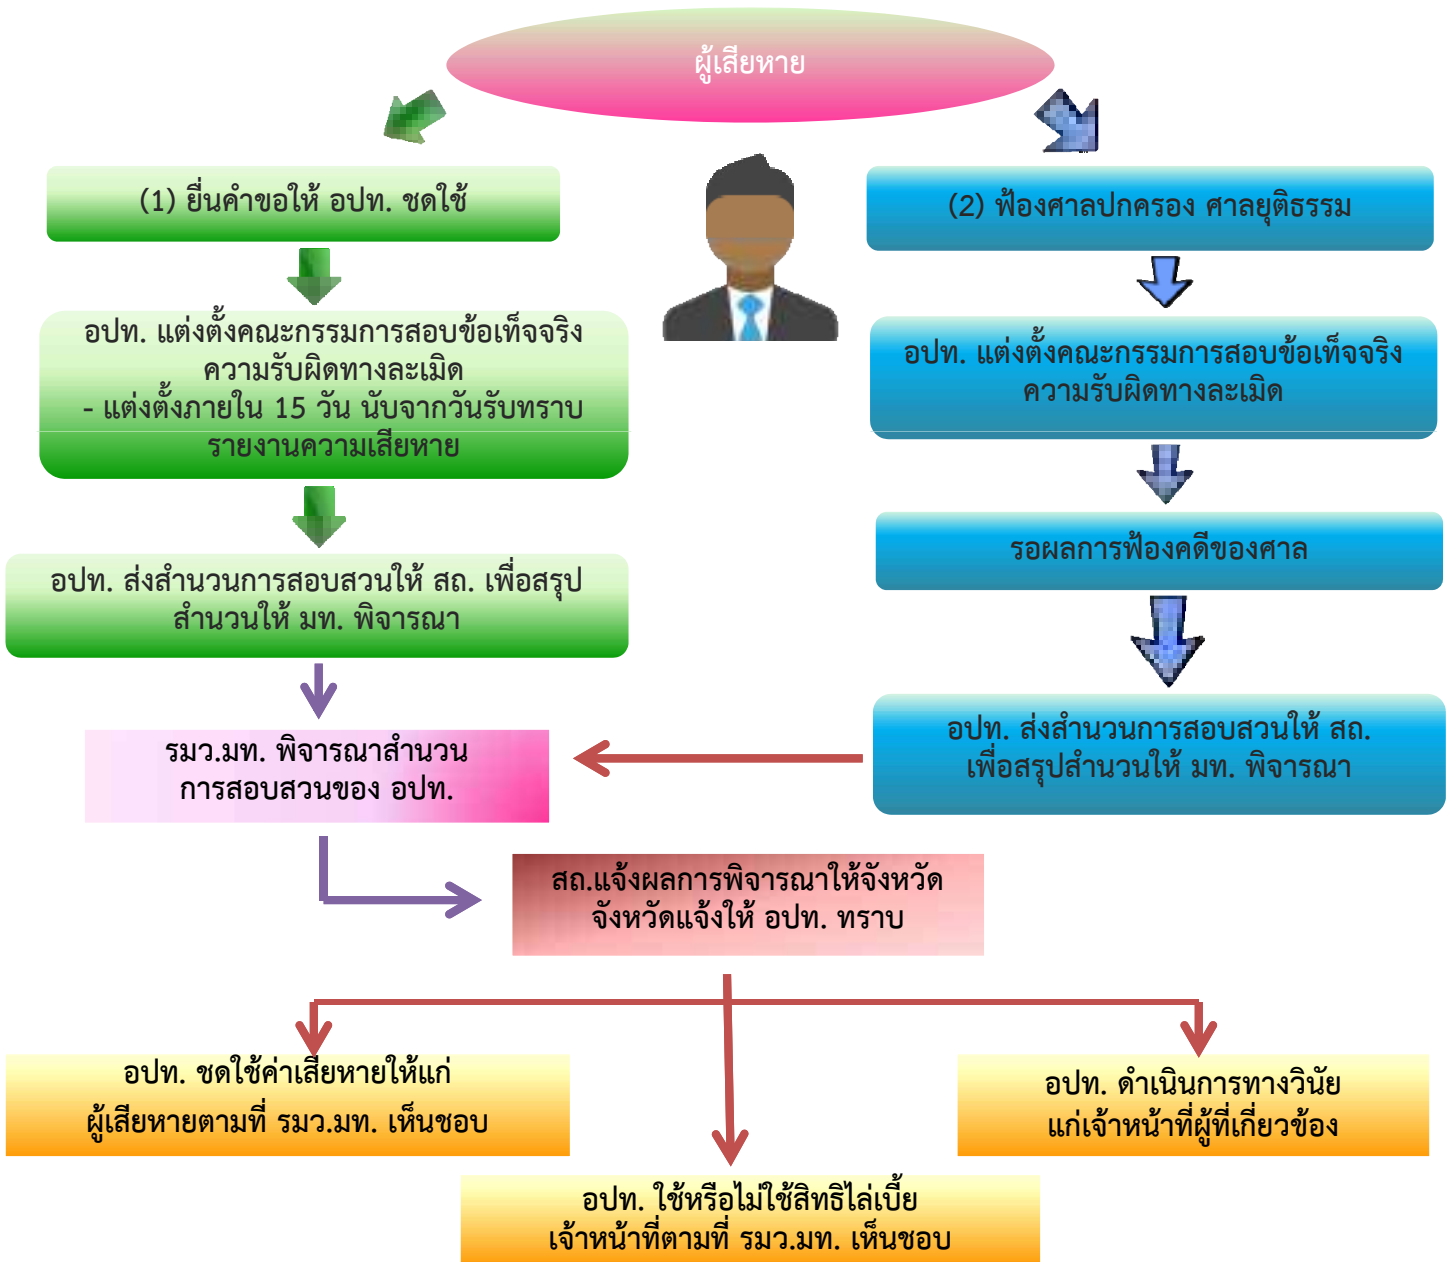 ผู้เสียหาย
(1) ยื่นคำขอให้ อปท. ชดใช้
อปท. แต่งตั้งคณะกรรมการสอบข้อเท็จจริง
ความรับผิดทางละเมิด
- แต่งตั้งภายใน 15 วัน นับจากวันรับทราบ
รายงานความเสียหาย
อปท. ส่งสำนวนการสอบสวนให้ สถ. เพื่อสรุป
สำนวนให้ มท. พิจารณา
(2) ฟ้องศาลปกครอง ศาลยุติธรรม
อปท. แต่งตั้งคณะกรรมการสอบข้อเท็จจริง
ความรับผิดทางละเมิด
รอผลการฟ้องคดีของศาล
อปท. ส่งสำนวนการสอบสวนให้ สถ.
เพื่อสรุปสำนวนให้ มท. พิจารณา
รมว.มท. พิจารณาสำนวน
การสอบสวนของ อปท.
สถ.แจ้งผลการพิจารณาให้จังหวัด
จังหวัดแจ้งให้ อปท. ทราบ
อปท. ชดใช้ค่าเสียหายให้แก่
ผู้เสียหายตามที่ รมว.มท. เห็นชอบ
อปท. ใช้หรือไม่ใช้สิทธิไล่เบี้ย
เจ้าหน้าที่ตามที่ รมว.มท. เห็นชอบ
อปท. ดำเนินการทางวินัย
แก่เจ้าหน้าที่ผู้ที่เกี่ยวข้อง